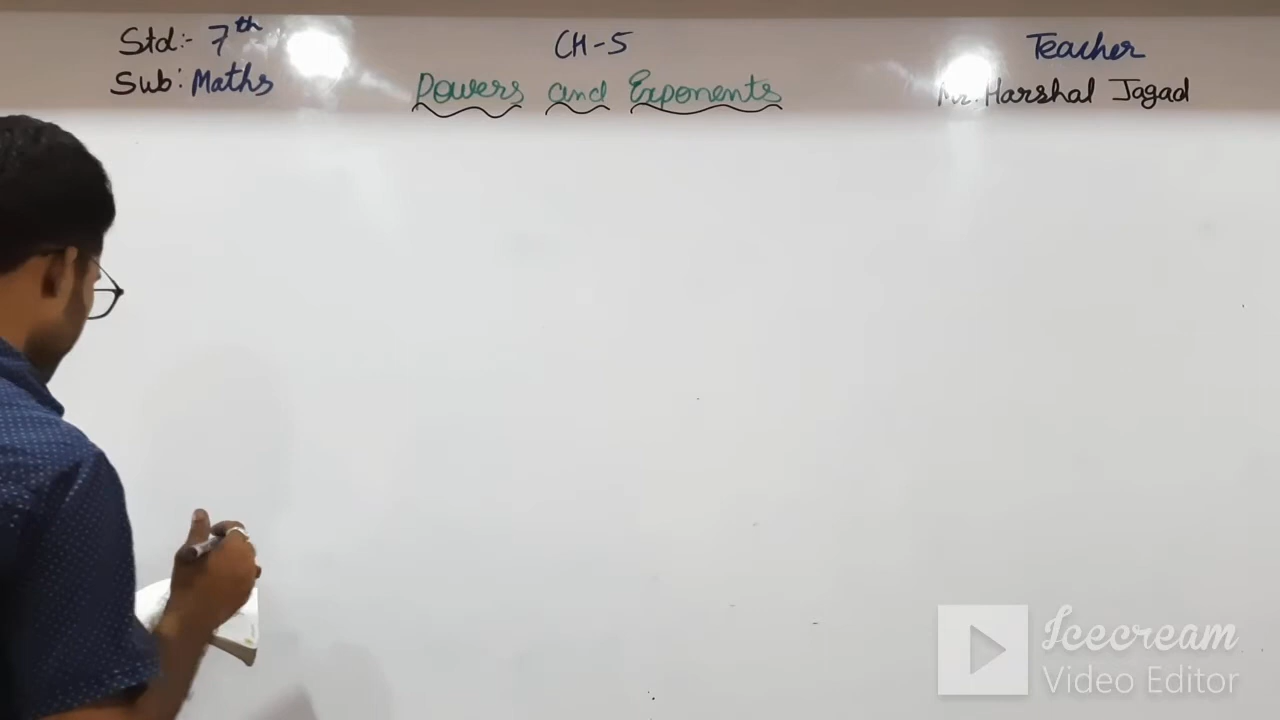 Std:- 7th
Sub: Maths
CH-5
Powers and Exponents
Teacher
Mr. Harshal Jagad
Icecream
Video Editor